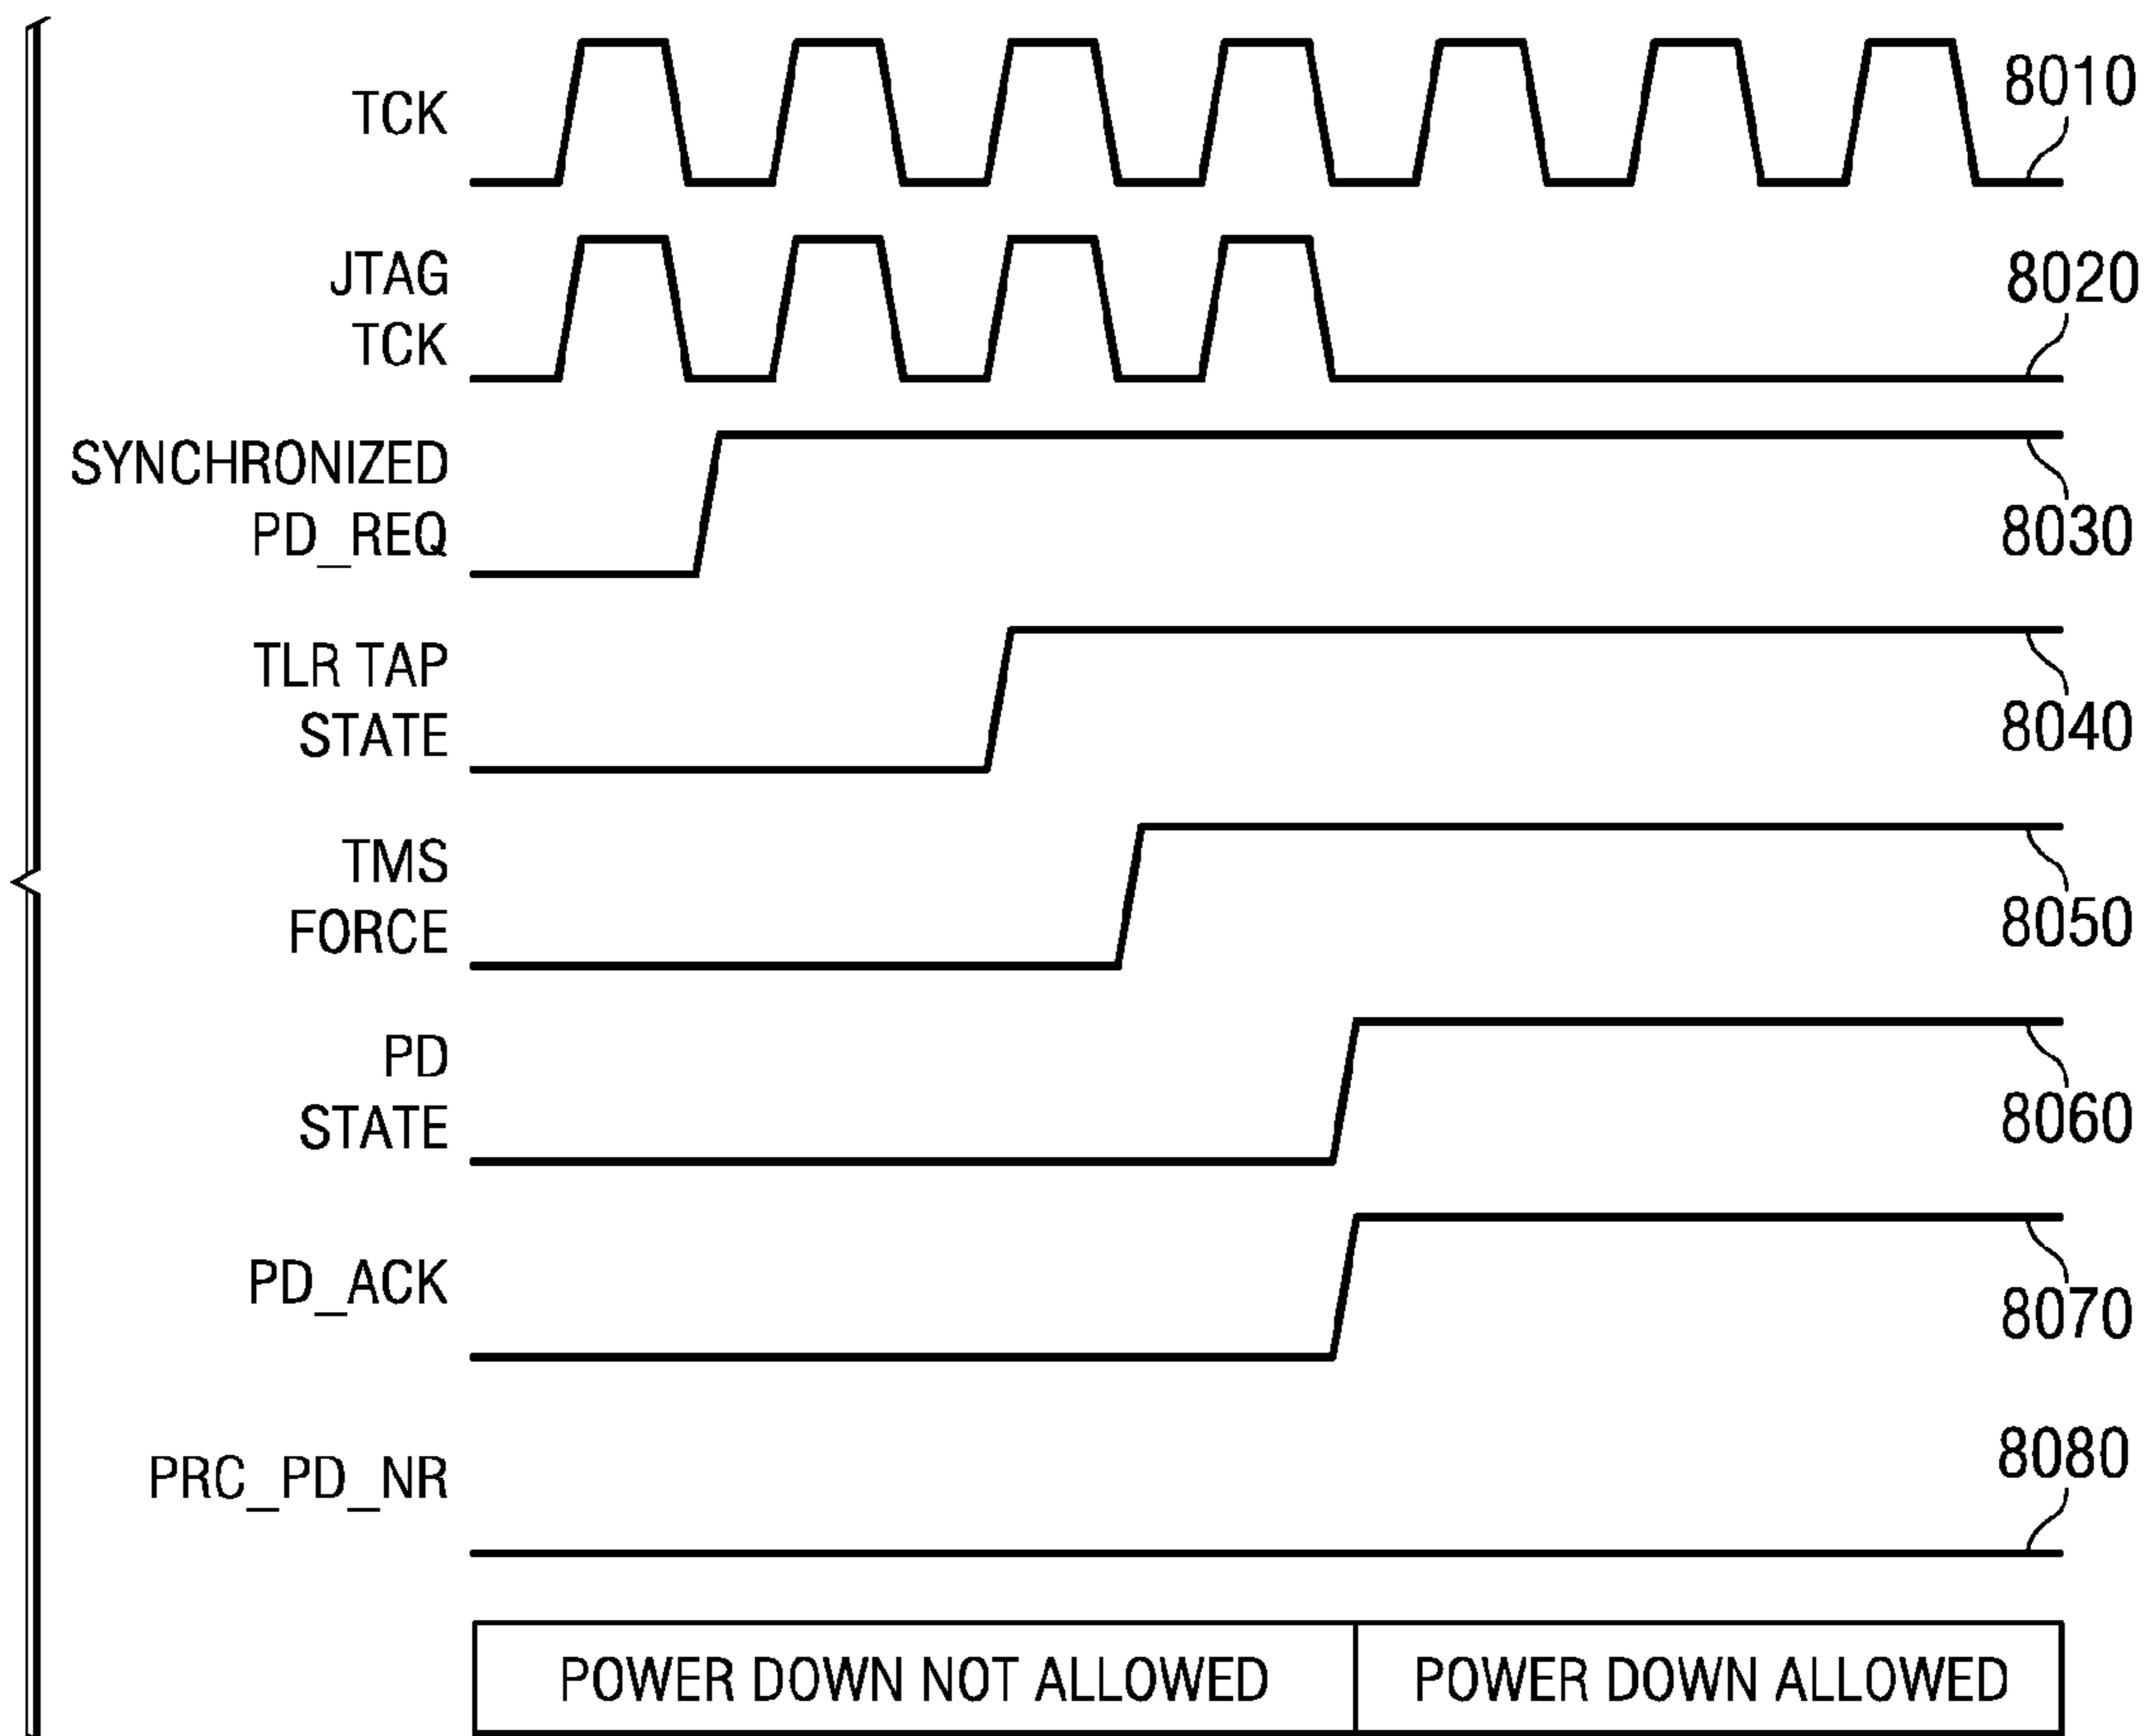 TCK
8010
JTAG
TCK
8020
SYNCHRONIZED
PD_REQ
8030
TLR TAP
STATE
8040
TMS
FORCE
8050
PD
STATE
8060
PD_ACK
8070
PRC_PD_NR
8080
POWER DOWN NOT ALLOWED
POWER DOWN ALLOWED